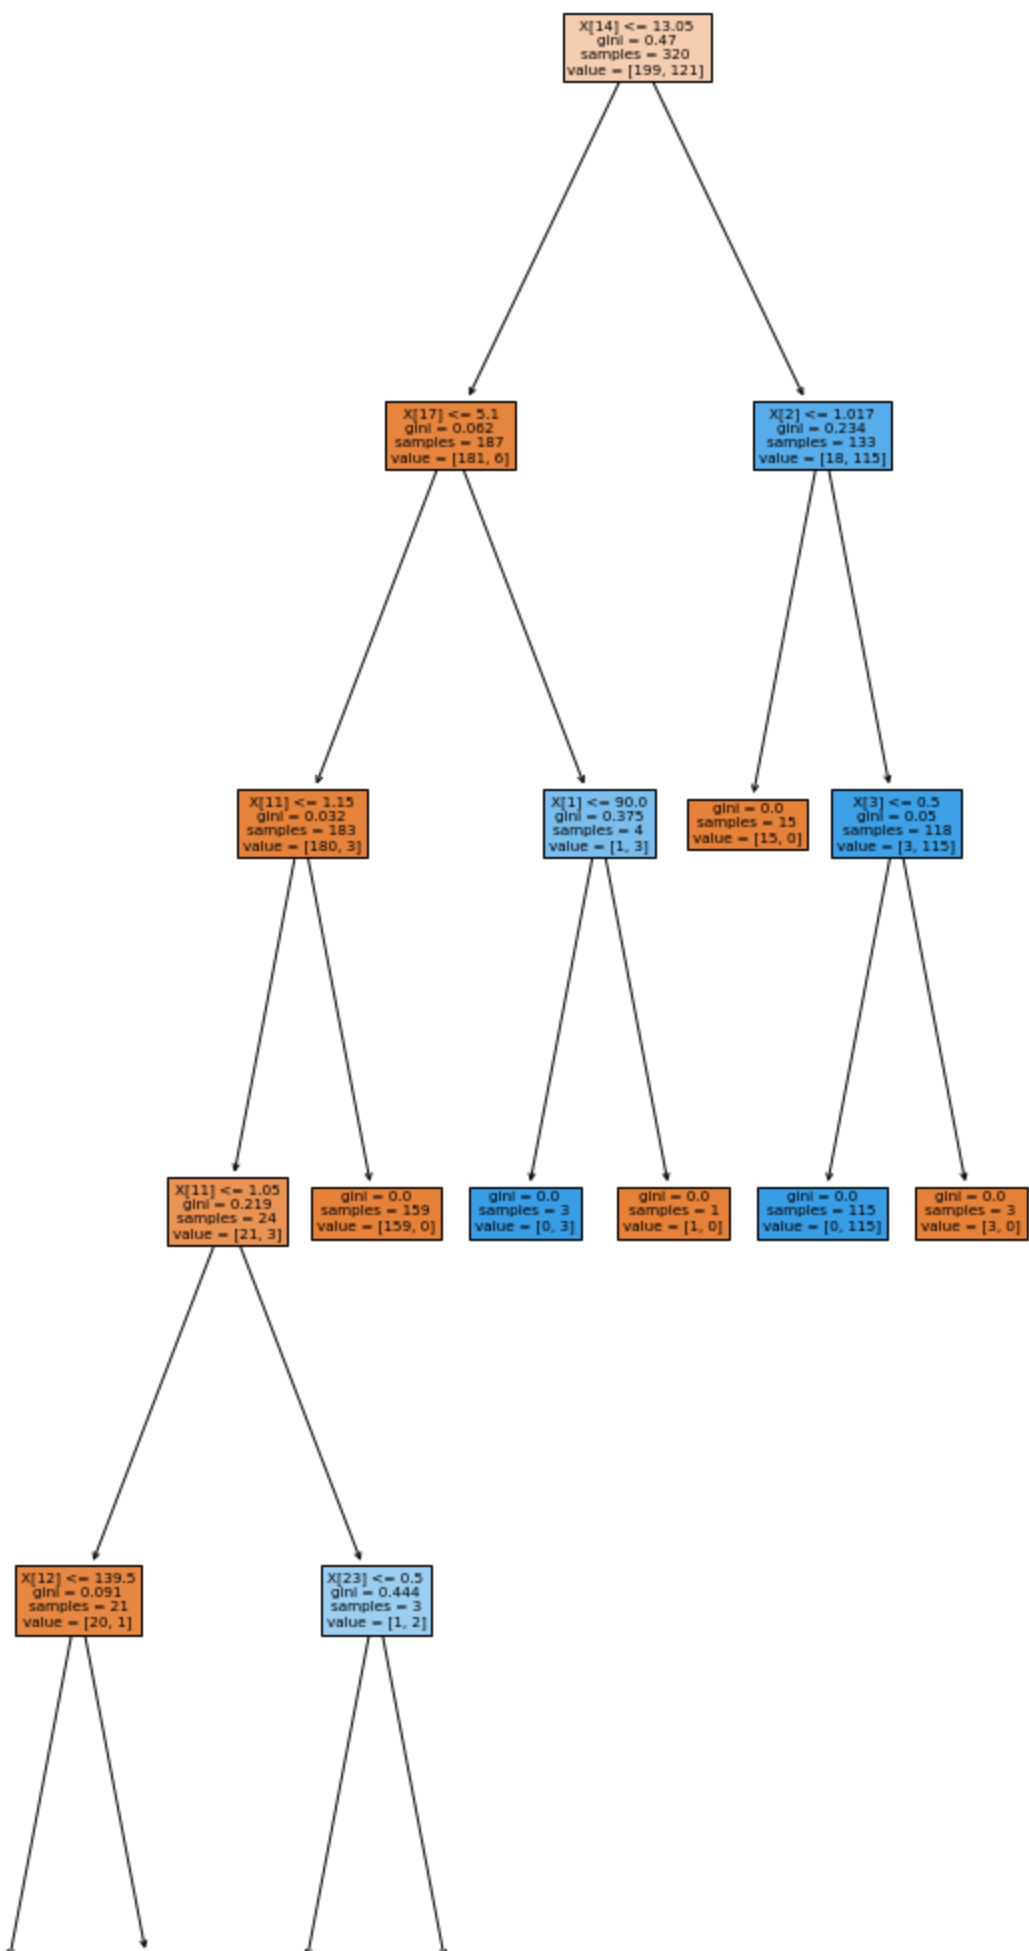 X[14] <= 13.05
gini = 0.47
samples = 320
value = [199, 121]
X[17] <= 5.1
gini = 0.062
samples = 187
value = [181, 6]
X[2] <= 1.017
gini = 0.234
samples = 133
value = [18, 115]
X[11] <= 1.15
gini = 0.032
samples = 183
value = [180, 3]
X[1] <= 90.0
gini = 0.375
samples = 4
value = [1, 3]
gini = 0.0
samples = 15
value = [15, 0]
X[3] <= 0.5
gini = 0.05
samples = 118
value = [3, 115]
X[11] <= 1.05
gini = 0.219
samples = 24
value = [21, 3]
gini = 0.0
samples = 159
value = [159, 0]
gini = 0.0
samples = 3
value = [0, 3]
gini = 0.0
samples = 1
value = [1, 0]
gini = 0.0
samples = 115
value = [0, 115]
gini = 0.0
samples = 3
value = [3, 0]
X[12] <= 139.5
gini = 0.091
samples = 21
value = [20, 1]
X[23] <= 0.5
gini = 0.444
samples = 3
value = [1, 2]